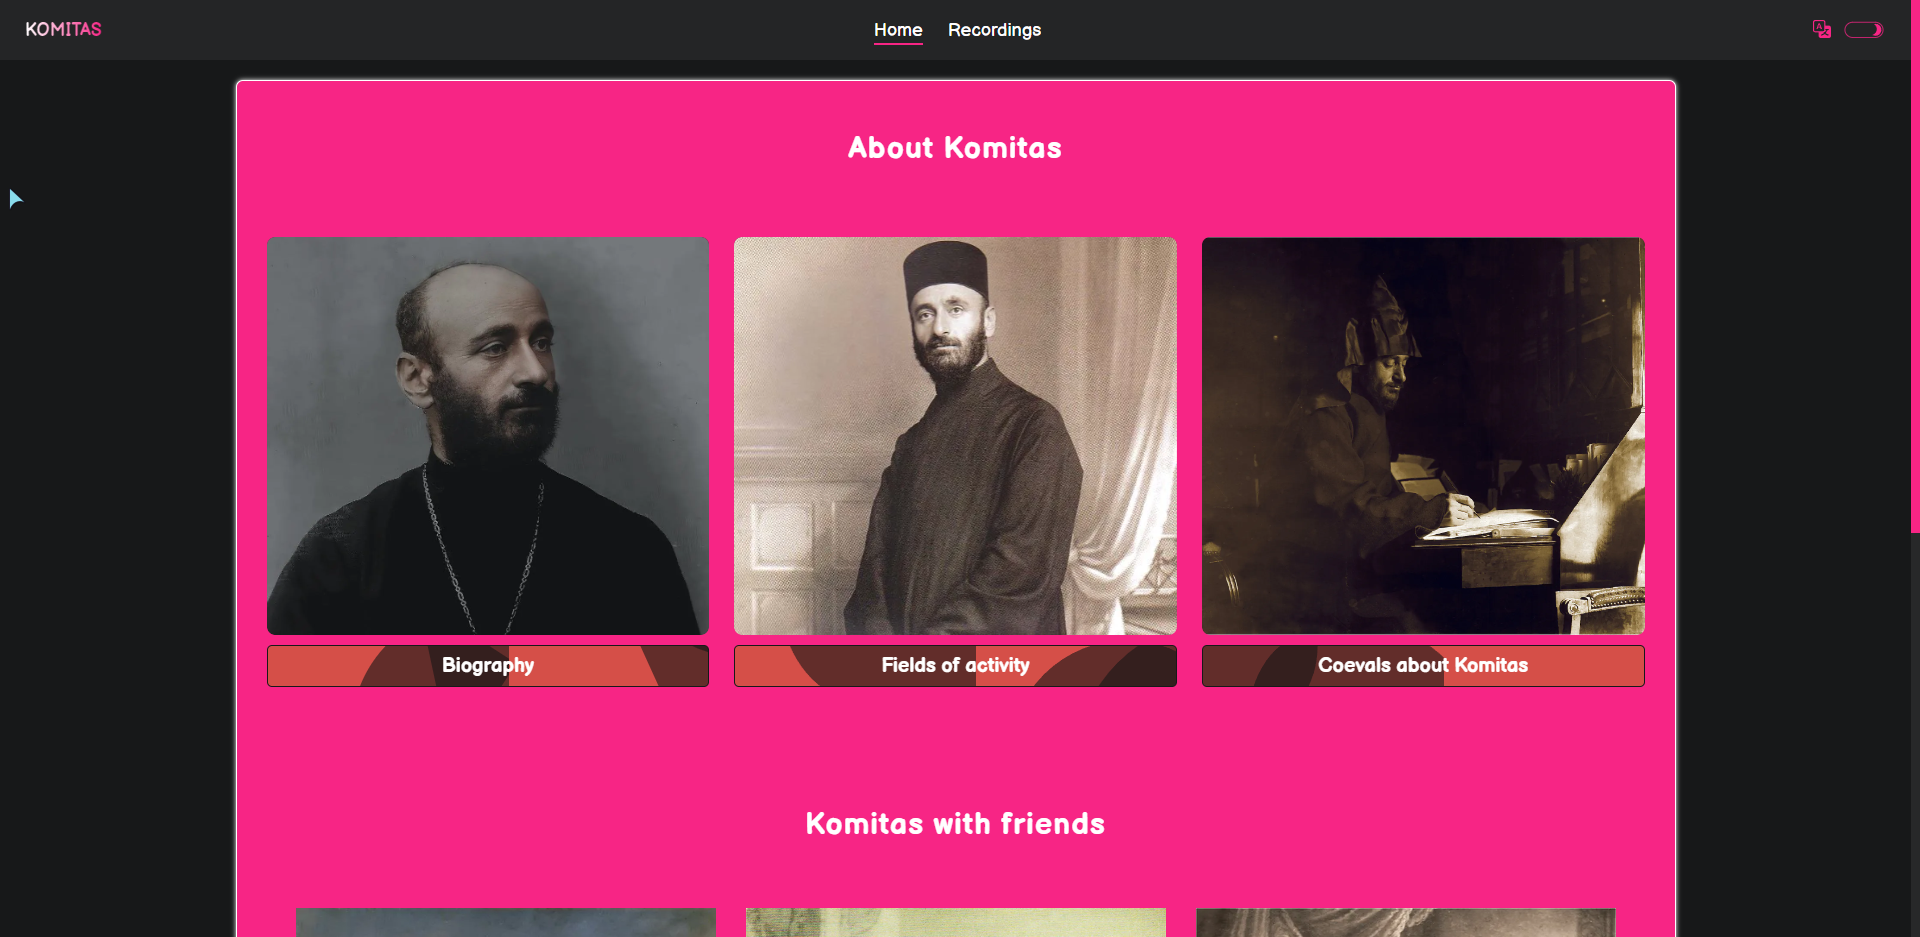 KOMITAS
Home Recordings
About Komitas
Biography
Fields of activity
Coevals about Komitas
Komitas with friends